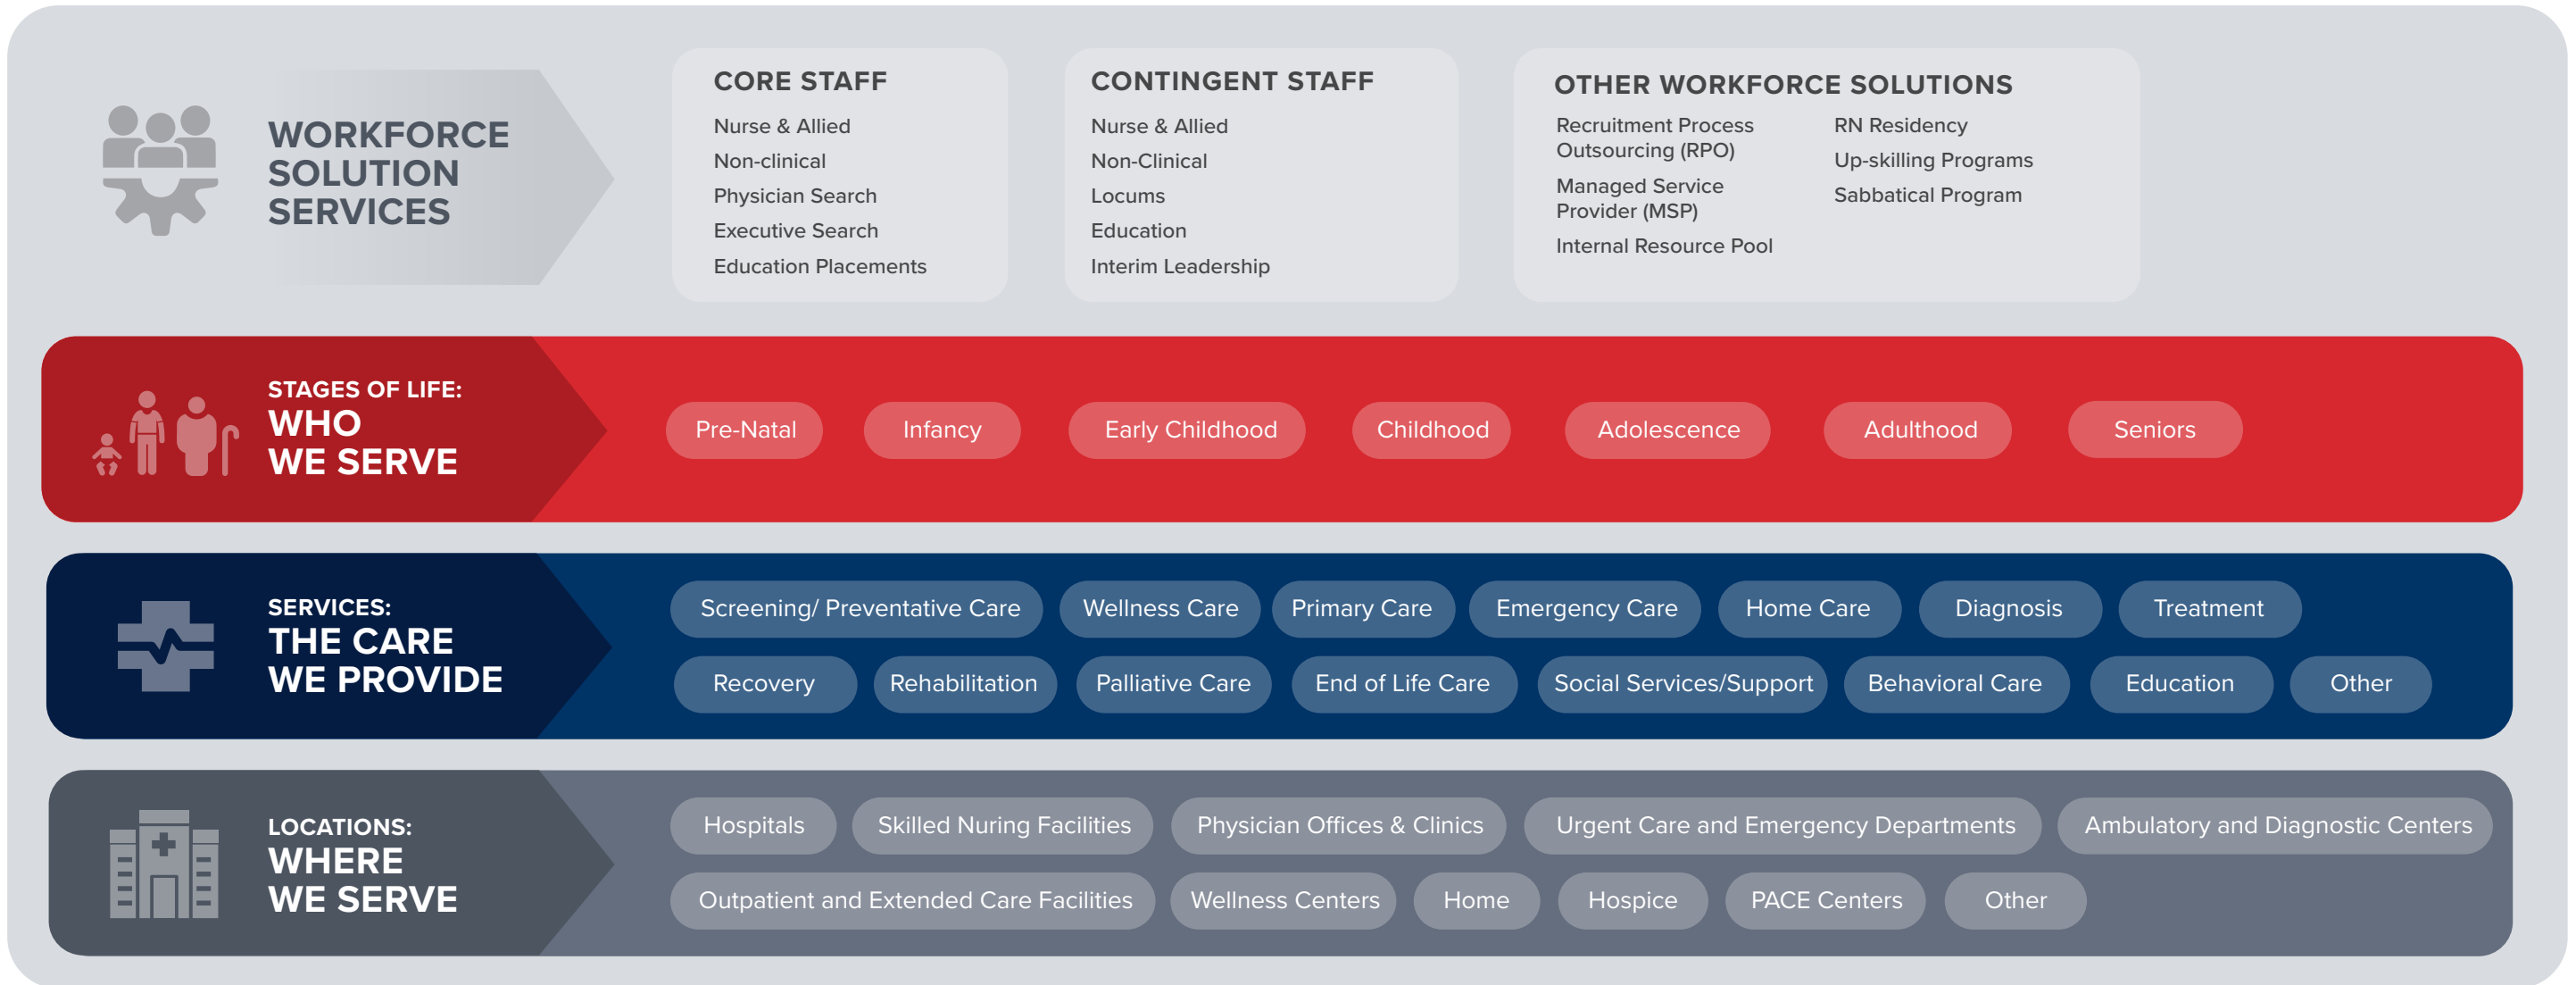 WORKFORCE
SOLUTION
SERVICES
CORE STAFF
Nurse & Allied
Non-clinical
Physician Search
Executive Search
Education Placements
CONTINGENT STAFF
Nurse & Allied
Non-Clinical
Locums
Education
Interim Leadership
OTHER WORKFORCE SOLUTIONS
Recruitment Process
Outsourcing (RPO)
Managed Service
Provider (MSP)
Internal Resource Pool
RN Residency
Up-skilling Programs
Sabbatical Program
STAGES OF LIFE:
WHO
WE SERVE
Pre-Natal
Infancy
Early Childhood
Childhood
Adolescence
Adulthood
Seniors
SERVICES:
THE CARE
WE PROVIDE
Screening/ Preventative Care
Wellness Care
Primary Care
Emergency Care
Home Care
Diagnosis
Treatment
Recovery
Rehabilitation
Palliative Care
End of Life Care
Social Services/Support
Behavioral Care
Education
Other
LOCATIONS:
WHERE
WE SERVE
Hospitals
Skilled Nuring Facilities
Physician Offices & Clinics
Urgent Care and Emergency Departments
Ambulatory and Diagnostic Centers
Outpatient and Extended Care Facilities
Wellness Centers
Home
Hospice
PACE Centers
Other